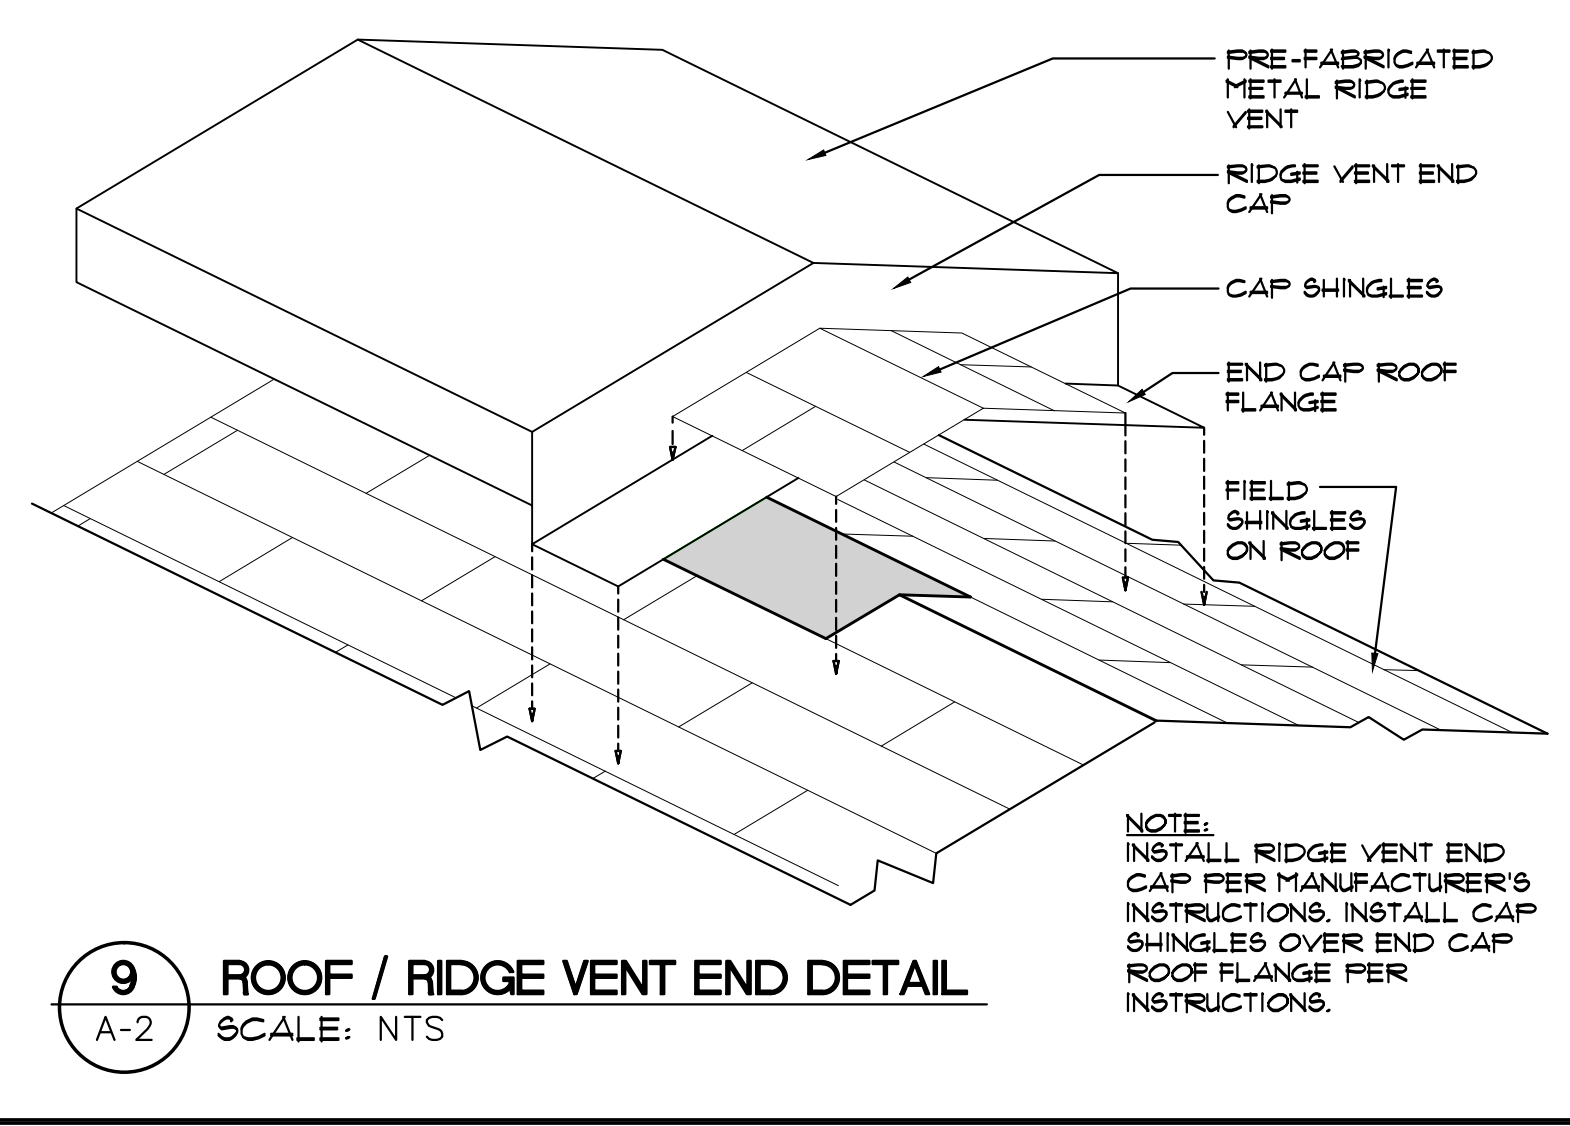 PRE-FABRICATED
METAL RIDGE
VENT
RIDGE VENT END
CAP
CAP SHINGLES
END CAP ROOF
FLANGE
FIELD
SHINGLES
ON ROOF
NOTE:
INSTALL RIDGE VENT END
CAP PER MANUFACTURER'S
INSTRUCTIONS. INSTALL CAP
SHINGLES OVER END CAP
ROOF FLANGE PER
INSTRUCTIONS.
9
ROOF / RIDGE VENT END DETAIL
A-2
SCALE: NTS